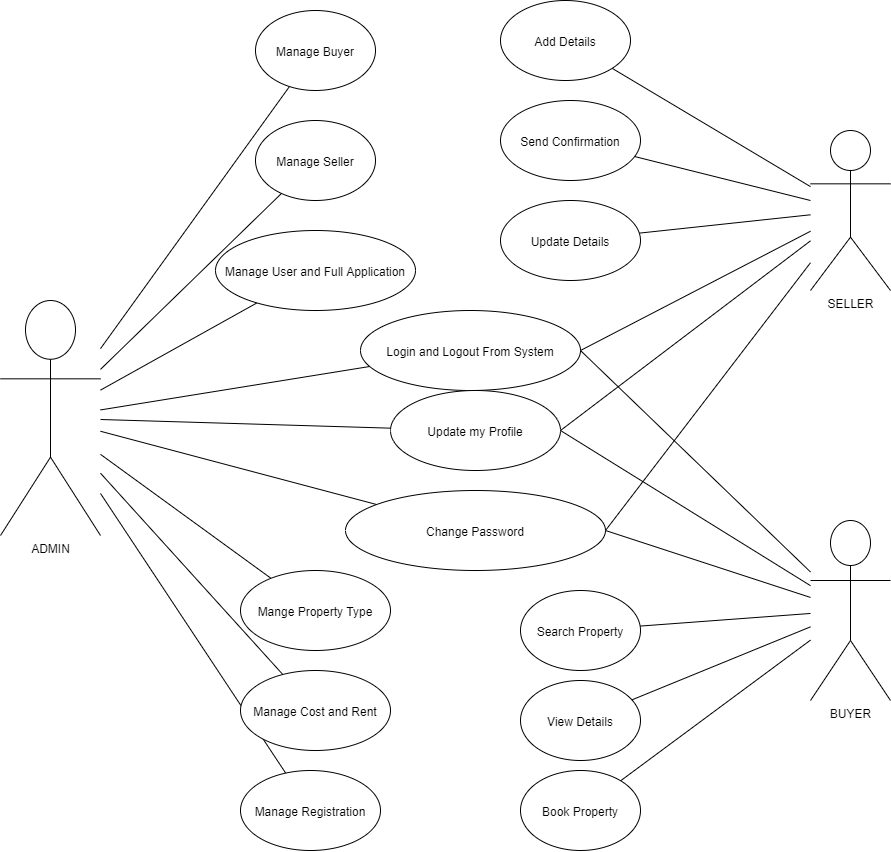 Manage Buyer
Add Details
Send Confirmation
Manage Seller
Update Details
Manage User and Full Application
SELLER
Login and Logout From System
Update my Profile
Change Password
ADMIN
Mange Property Type
Search Property
Manage Cost and Rent
View Details
BUYER
Manage Registration
Book Property